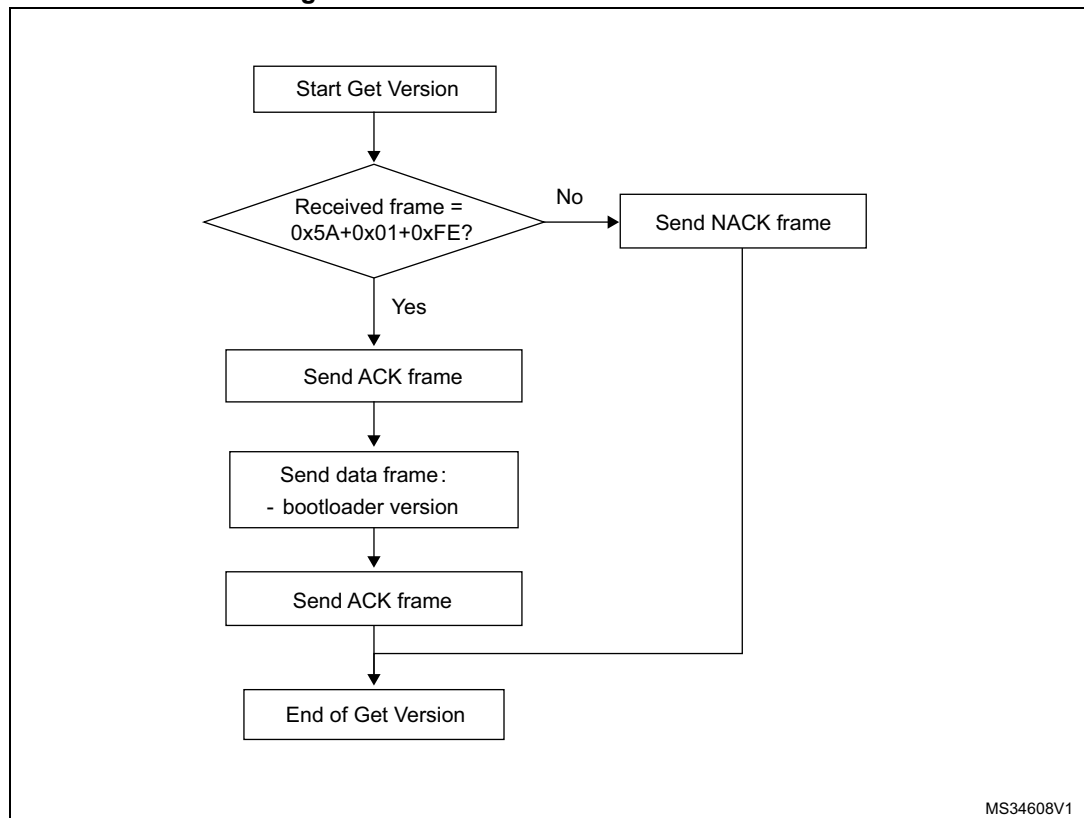 Start Get Version
Received frame =
0x5A+0x01+0xFE?
No
Send NACK frame
Yes
Send ACK frame
Send data frame:
- bootloader version
Send ACK frame
End of Get Version
MS34608V1